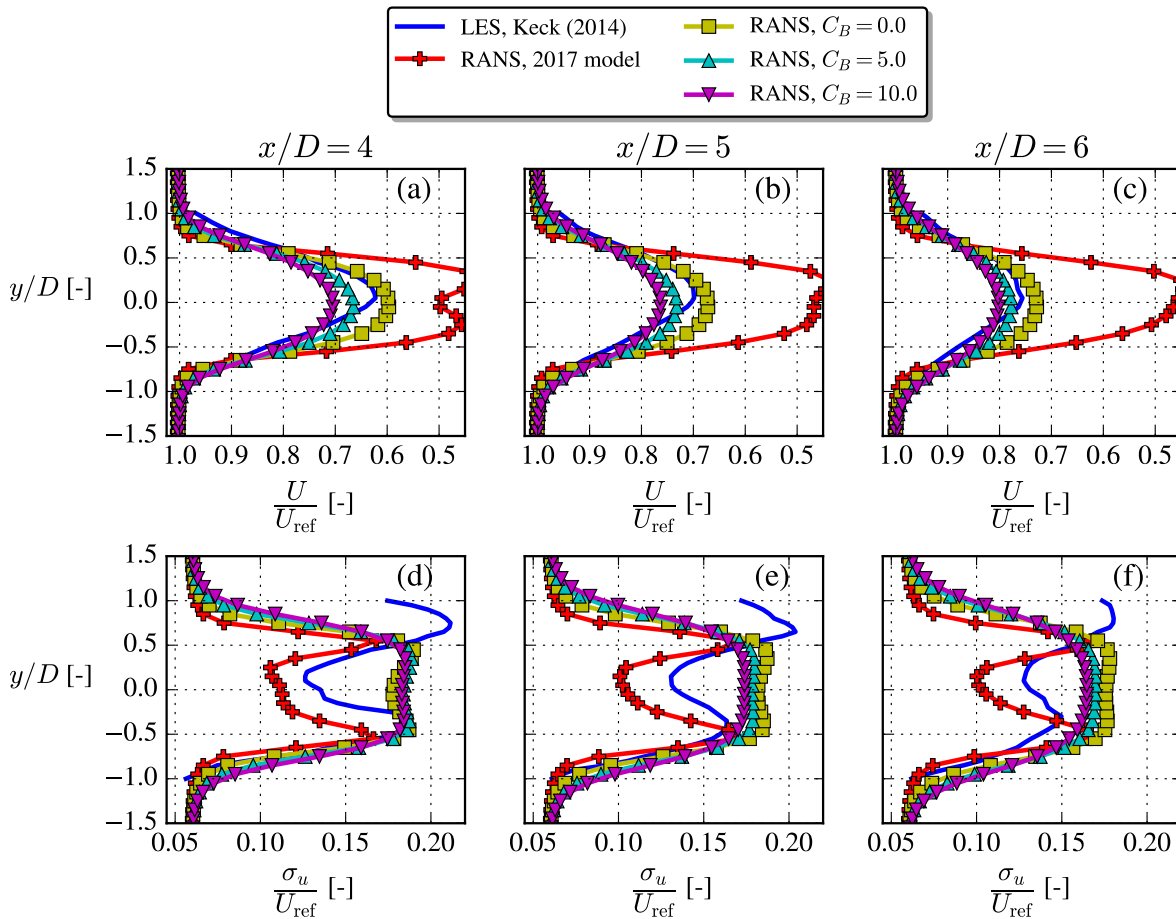 LES, Keck (2014)
RANS, 2017 model
RANS, C_B = 0.0
RANS, C_B = 5.0
RANS, C_B = 10.0
x/D = 4
x/D = 5
x/D = 6
(a)
(b)
(c)
1.5
1.0
0.5
0.0
−0.5
−1.0
−1.5
y/D [-]
1.0 0.9 0.8 0.7 0.6 0.5
1.0 0.9 0.8 0.7 0.6 0.5
1.0 0.9 0.8 0.7 0.6 0.5
U/U_ref [-]
U/U_ref [-]
U/U_ref [-]
(d)
(e)
(f)
1.5
1.0
0.5
0.0
−0.5
−1.0
−1.5
y/D [-]
0.05 0.10 0.15 0.20
0.05 0.10 0.15 0.20
0.05 0.10 0.15 0.20
σ_u/U_ref [-]
σ_u/U_ref [-]
σ_u/U_ref [-]